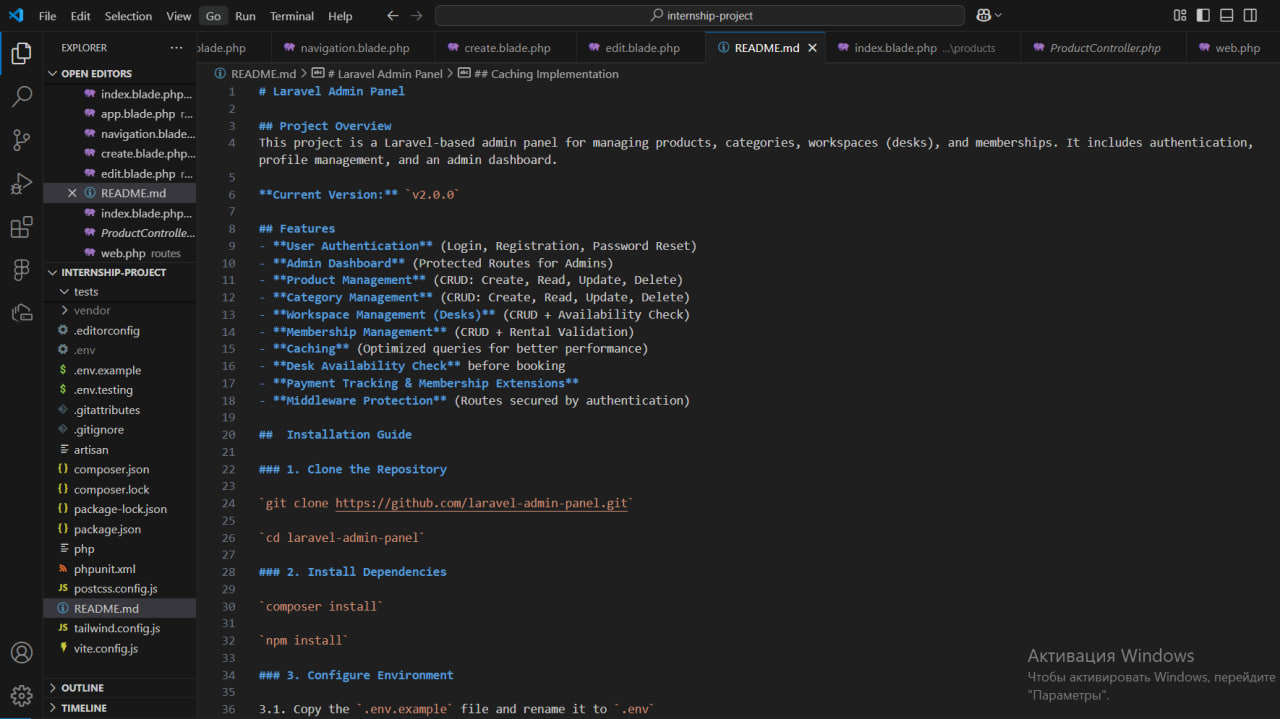 File Edit Selection View Go Run Terminal Help
internship-project
EXPLORER
blade.php
navigation.blade.php
create.blade.php
edit.blade.php
README.md
index.blade.php ...\products
ProductController.php
web.php
README.md > # Laravel Admin Panel > ## Caching Implementation
OPEN EDITORS
index.blade.php...
app.blade.php r...
navigation.blade...
create.blade.php...
edit.blade.php r...
README.md
index.blade.php...
ProductControlle...
web.php routes
INTERNSHIP-PROJECT
tests
vendor
.editorconfig
.env
.env.example
.env.testing
.gitattributes
.gitignore
artisan
composer.json
composer.lock
package-lock.json
package.json
php
phpunit.xml
postcss.config.js
README.md
tailwind.config.js
vite.config.js
OUTLINE
TIMELINE
1 # Laravel Admin Panel
2
3 ## Project Overview
4 This project is a Laravel-based admin panel for managing products, categories, workspaces (desks), and memberships. It includes authentication,
profile management, and an admin dashboard.
5
6 **Current Version:** `v2.0.0`
7
8 ## Features
9 - **User Authentication** (Login, Registration, Password Reset)
10 - **Admin Dashboard** (Protected Routes for Admins)
11 - **Product Management** (CRUD: Create, Read, Update, Delete)
12 - **Category Management** (CRUD: Create, Read, Update, Delete)
13 - **Workspace Management (Desks)** (CRUD + Availability Check)
14 - **Membership Management** (CRUD + Rental Validation)
15 - **Caching** (Optimized queries for better performance)
16 - **Desk Availability Check** before booking
17 - **Payment Tracking & Membership Extensions**
18 - **Middleware Protection** (Routes secured by authentication)
19
20 ##  Installation Guide
21
22 ### 1. Clone the Repository
23
24 `git clone https://github.com/laravel-admin-panel.git`
25
26 `cd laravel-admin-panel`
27
28 ### 2. Install Dependencies
29
30 `composer install`
31
32 `npm install`
33
34 ### 3. Configure Environment
35
36 3.1. Copy the `.env.example` file and rename it to `.env`
Активация Windows
Чтобы активировать Windows, перейдите
"Параметры".